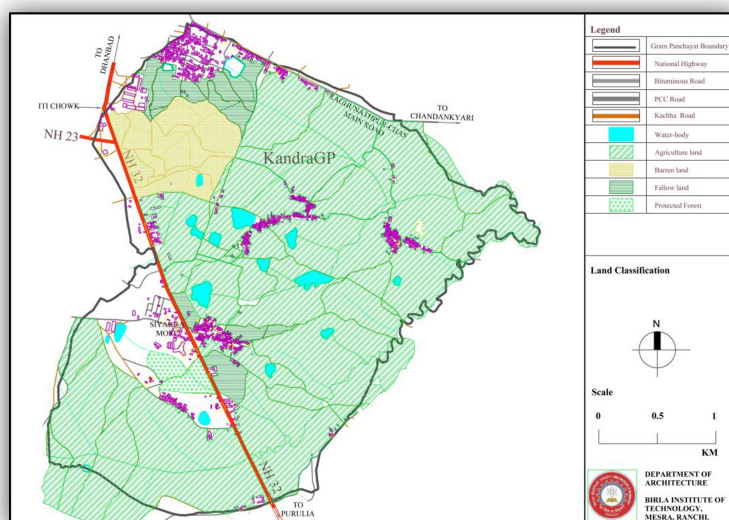 TO
DHANBAD
ITI CHOWK
NH 23
NH 32
RAGHUNATHPUR-CHAS
MAIN ROAD
TO
CHANDANKYARI
KandraGP
MORE
NH 32
TO
PURULIA
Legend
Gram Panchayat Boundary
National Highway
Bituminous Road
PCC Road
Kachha Road
Water-body
Agriculture land
Barren land
Fallow land
Protected Forest
Land Classification
N
Scale
0 0.5 1
KM
DEPARTMENT OF
ARCHITECTURE
BIRLA INSTITUTE OF
TECHNOLOGY,
MESRA, RANCHI.